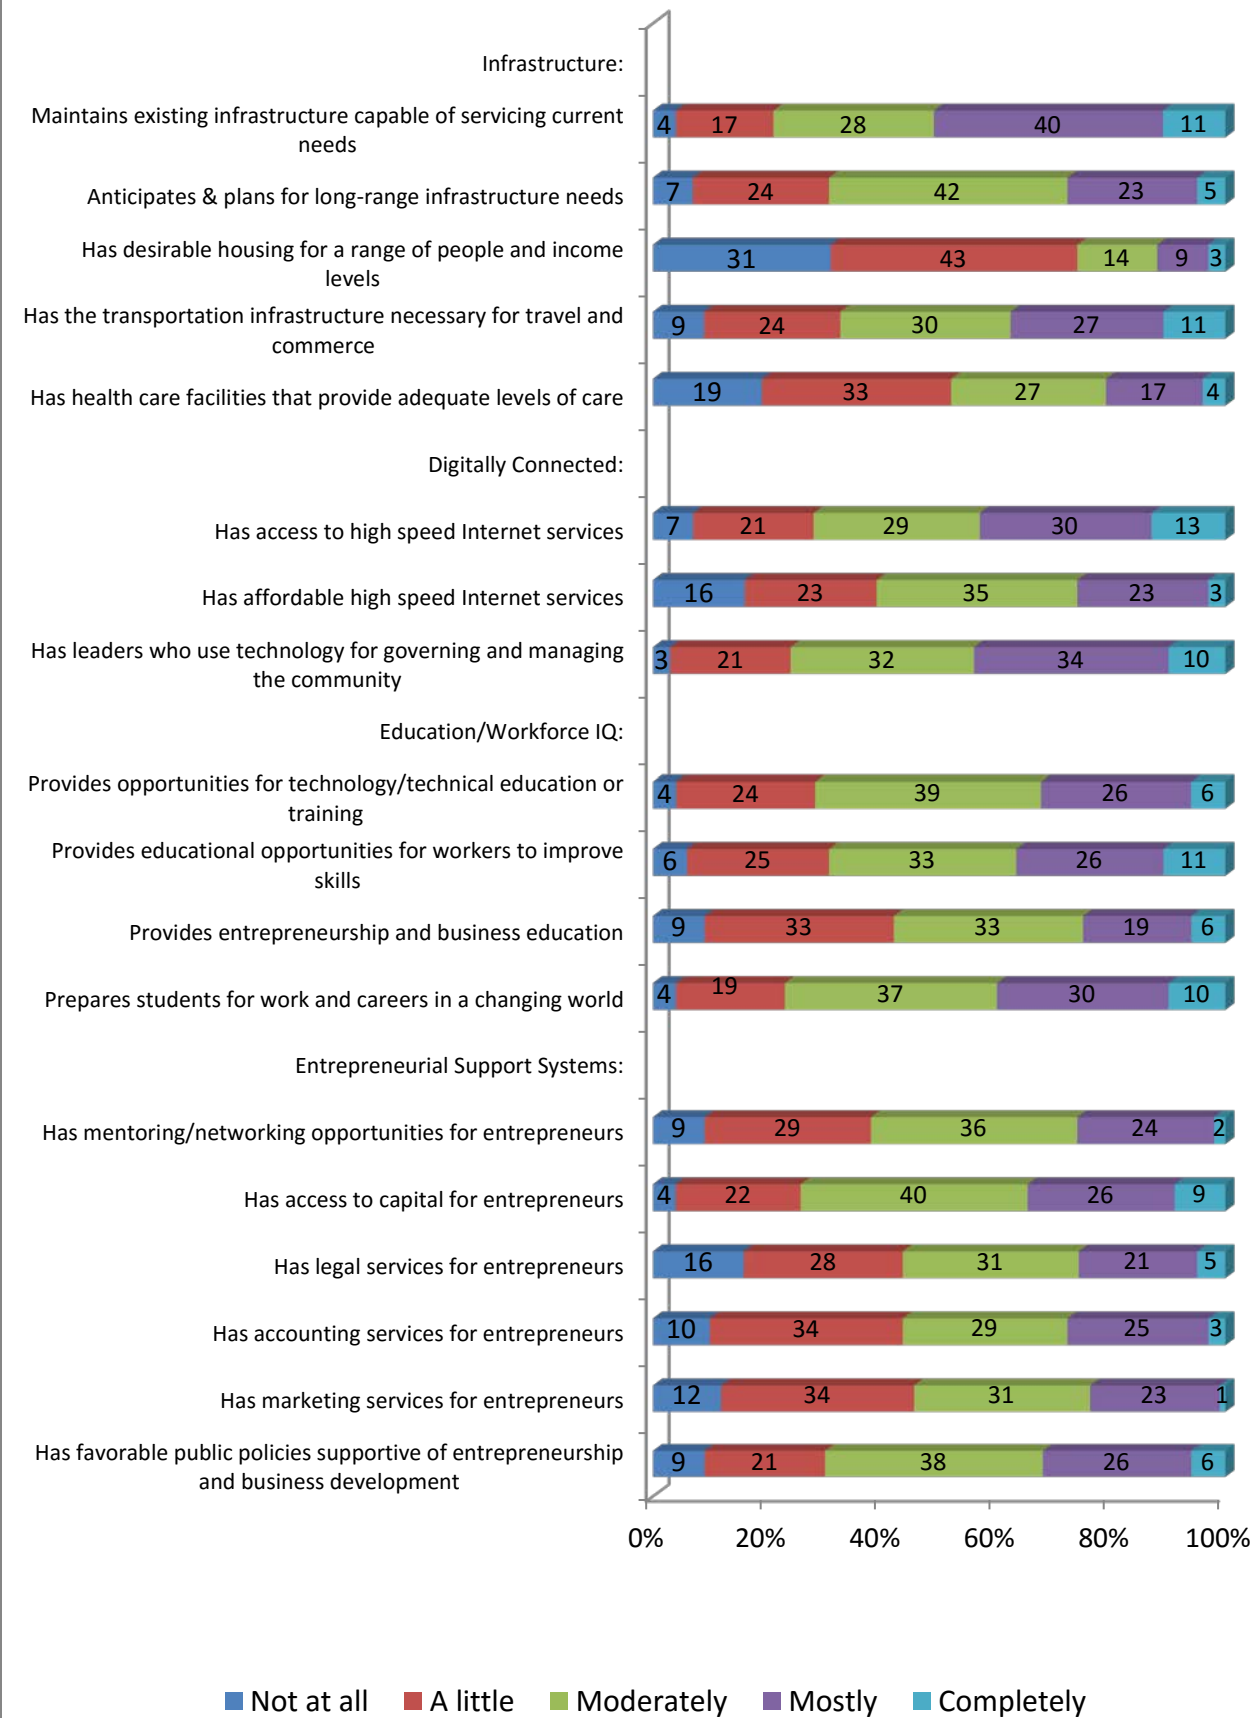 Infrastructure:
Maintains existing infrastructure capable of servicing current
needs
4 17 28 40 11
Anticipates & plans for long-range infrastructure needs
7 24 42 23 5
Has desirable housing for a range of people and income
levels
31 43 14 9 3
Has the transportation infrastructure necessary for travel and
commerce
9 24 30 27 11
Has health care facilities that provide adequate levels of care
19 33 27 17 4
Digitally Connected:
Has access to high speed Internet services
7 21 29 30 13
Has affordable high speed Internet services
16 23 35 23 3
Has leaders who use technology for governing and managing
the community
3 21 32 34 10
Education/Workforce IQ:
Provides opportunities for technology/technical education or
training
4 24 39 26 6
Provides educational opportunities for workers to improve
skills
6 25 33 26 11
Provides entrepreneurship and business education
9 33 33 19 6
Prepares students for work and careers in a changing world
4 19 37 30 10
Entrepreneurial Support Systems:
Has mentoring/networking opportunities for entrepreneurs
9 29 36 24 2
Has access to capital for entrepreneurs
4 22 40 26 9
Has legal services for entrepreneurs
16 28 31 21 5
Has accounting services for entrepreneurs
10 34 29 25 3
Has marketing services for entrepreneurs
12 34 31 23 1
Has favorable public policies supportive of entrepreneurship
and business development
9 21 38 26 6
0% 20% 40% 60% 80% 100%
Not at all A little Moderately Mostly Completely